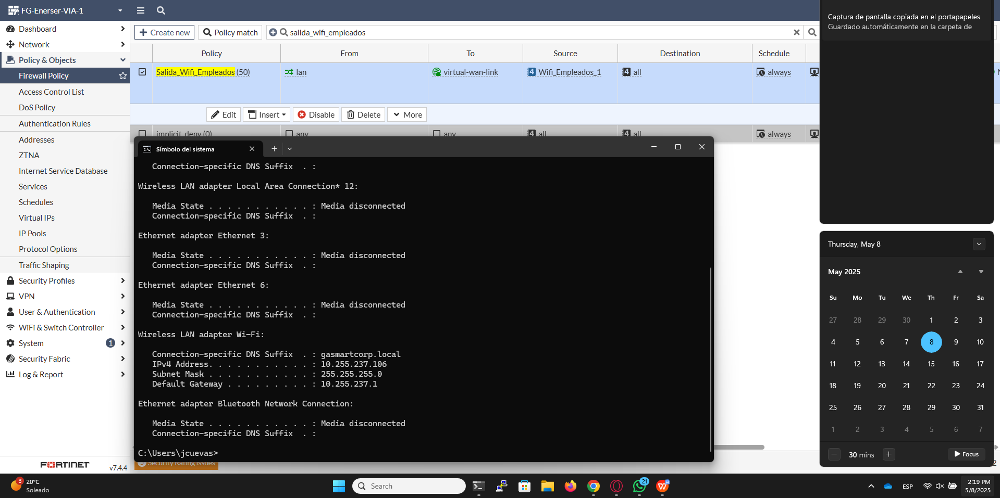 FG-Enerser-VIA-1
Dashboard
Network
Policy & Objects
Firewall Policy
Access Control List
DoS Policy
Authentication Rules
Addresses
ZTNA
Internet Service Database
Services
Schedules
Virtual IPs
IP Pools
Protocol Options
Traffic Shaping
Security Profiles
VPN
User & Authentication
WiFi & Switch Controller
System 1
Security Fabric
Log & Report
FORTINET v7.4.4
Create new Policy match salida_wifi_empleados
Policy From To Source Destination Schedule
Salida_Wifi_Empleados (50) lan virtual-wan-link 4 Wifi_Empleados_1 4 all always
Edit Insert Disable Delete More
implicit_deny (0) any any 4 all 4 all always
Símbolo del sistema
Connection-specific DNS Suffix . :
Wireless LAN adapter Local Area Connection* 12:
Media State . . . . . . . . . . . : Media disconnected
Connection-specific DNS Suffix . :
Ethernet adapter Ethernet 3:
Media State . . . . . . . . . . . : Media disconnected
Connection-specific DNS Suffix . :
Ethernet adapter Ethernet 6:
Media State . . . . . . . . . . . : Media disconnected
Connection-specific DNS Suffix . :
Wireless LAN adapter Wi-Fi:
Connection-specific DNS Suffix . : gasmartcorp.local
IPv4 Address. . . . . . . . . . . : 10.255.237.106
Subnet Mask . . . . . . . . . . . : 255.255.255.0
Default Gateway . . . . . . . . . : 10.255.237.1
Ethernet adapter Bluetooth Network Connection:
Media State . . . . . . . . . . . : Media disconnected
Connection-specific DNS Suffix . :
C:\Users\jcuevas>
Security Rating Issues
Captura de pantalla copiada en el portapapeles
Guardado automáticamente en la carpeta de
Thursday, May 8
May 2025
Su Mo Tu We Th Fr Sa
27 28 29 30 1 2 3
4 5 6 7 8 9 10
11 12 13 14 15 16 17
18 19 20 21 22 23 24
25 26 27 28 29 30 31
1 2 3 4 5 6 7
30 mins Focus
3
20°C
Soleado
Search
21
ESP
2:19 PM
5/8/2025